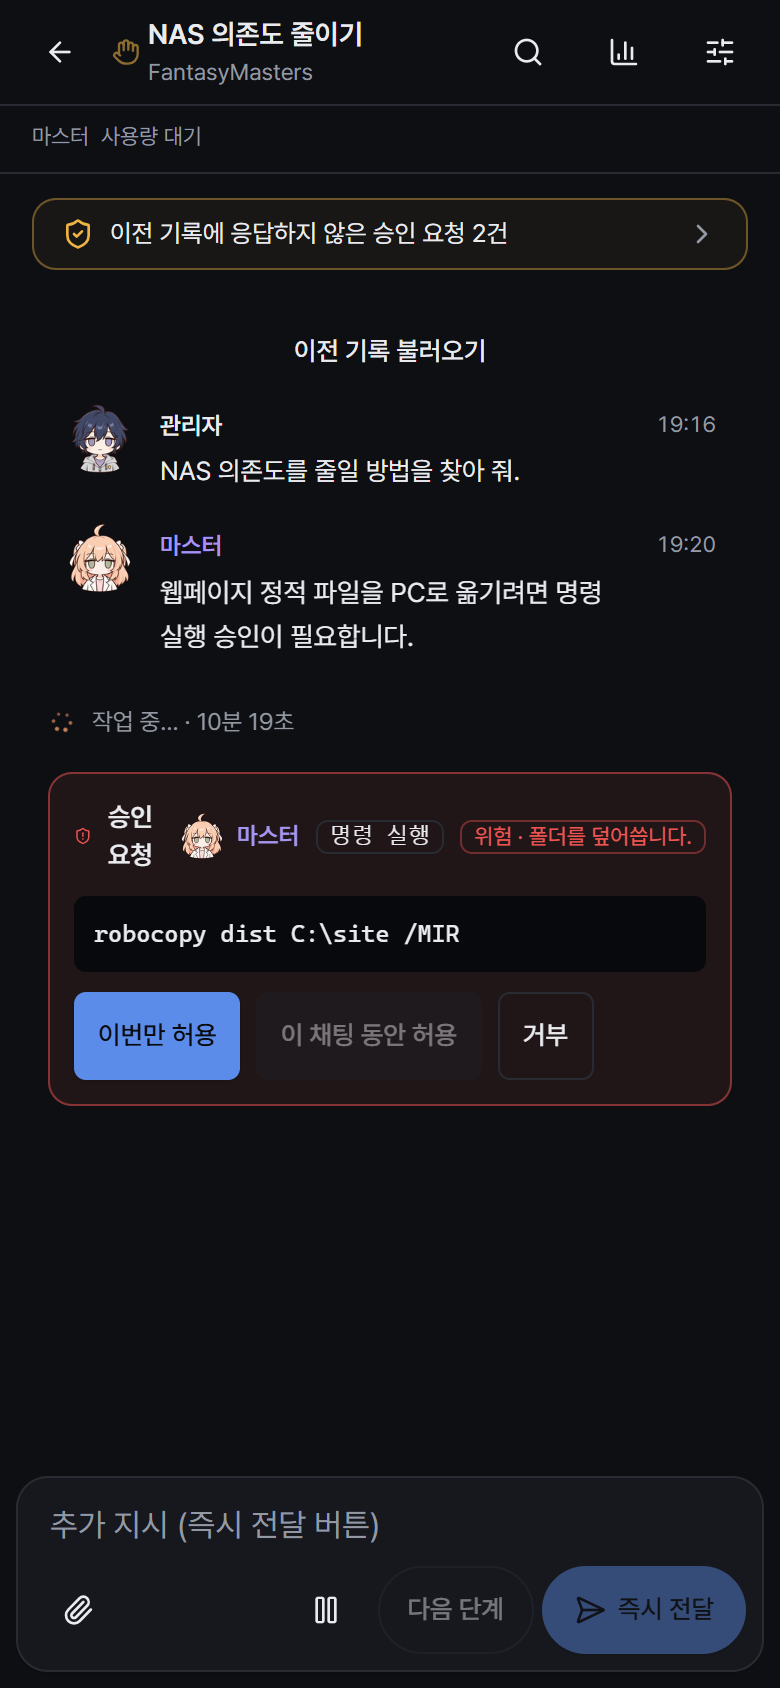 NAS 의존도 줄이기
FantasyMasters
마스터 사용량 대기
이전 기록에 응답하지 않은 승인 요청 2건
이전 기록 불러오기
관리자 19:16
NAS 의존도를 줄일 방법을 찾아 줘.
마스터 19:20
웹페이지 정적 파일을 PC로 옮기려면 명령
실행 승인이 필요합니다.
작업 중... · 10분 19초
승인
요청
마스터 명령 실행 위험 · 폴더를 덮어씁니다.
robocopy dist C:\site /MIR
이번만 허용 이 채팅 동안 허용 거부
추가 지시 (즉시 전달 버튼)
다음 단계 즉시 전달